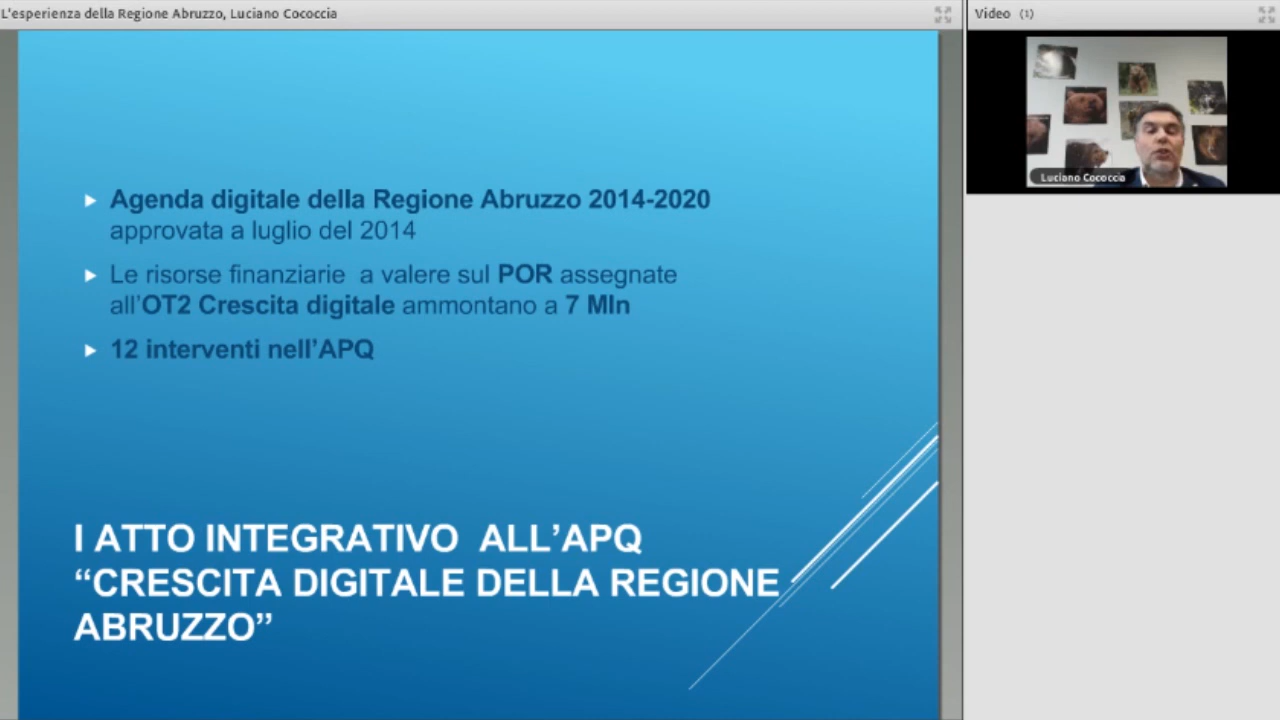 L'esperienza della Regione Abruzzo, Luciano Cococcia
Video (1)
Luciano Cococcia
Agenda digitale della Regione Abruzzo 2014-2020
approvata a luglio del 2014
Le risorse finanziarie a valere sul POR assegnate
all'OT2 Crescita digitale ammontano a 7 Mln
12 interventi nell'APQ
I ATTO INTEGRATIVO ALL'APQ
“CRESCITA DIGITALE DELLA REGIONE
ABRUZZO”